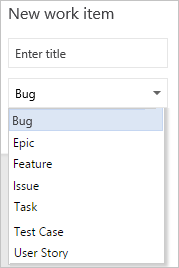 New work item
Enter title
Bug
Bug
Epic
Feature
Issue
Task
Test Case
User Story